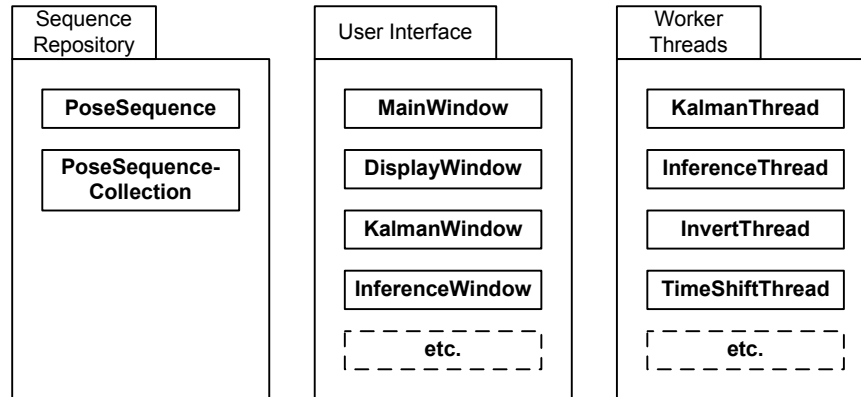 Sequence
Repository
PoseSequence
PoseSequence-
Collection
User Interface
MainWindow
DisplayWindow
KalmanWindow
InferenceWindow
etc.
Worker
Threads
KalmanThread
InferenceThread
InvertThread
TimeShiftThread
etc.